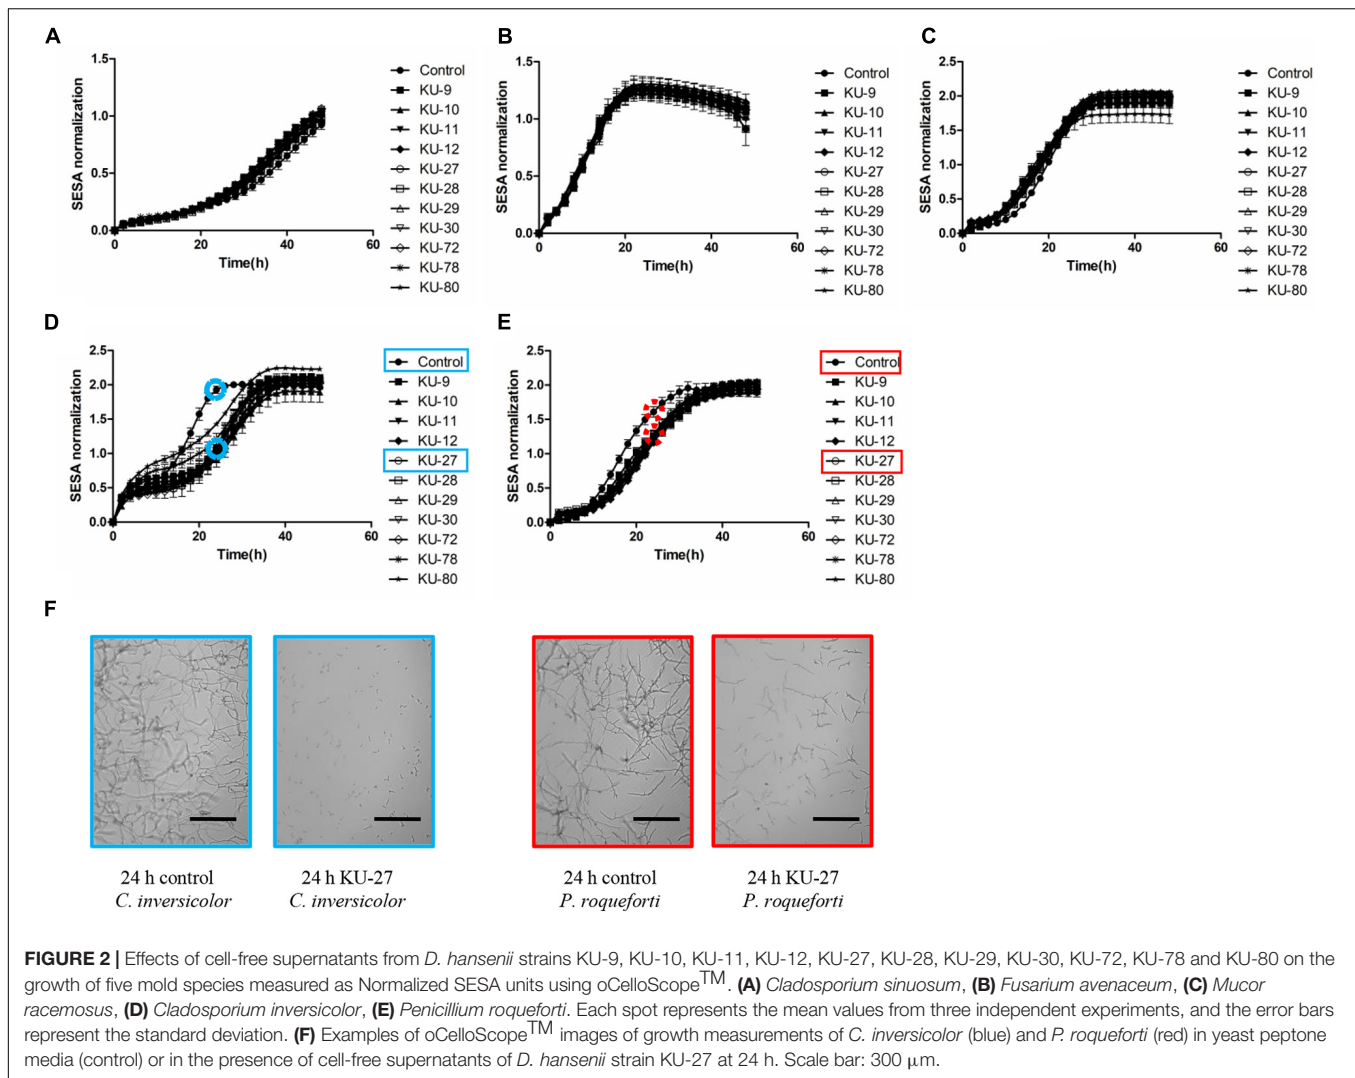 A
SESA normalization
1.5
1.0
0.5
0.0
0
20
40
60
Time(h)
Control
KU-9
KU-10
KU-11
KU-12
KU-27
KU-28
KU-29
KU-30
KU-72
KU-78
KU-80
B
SESA normalization
1.5
1.0
0.5
0.0
0
20
40
60
Time(h)
Control
KU-9
KU-10
KU-11
KU-12
KU-27
KU-28
KU-29
KU-30
KU-72
KU-78
KU-80
C
SESA normalization
2.5
2.0
1.5
1.0
0.5
0.0
0
20
40
60
Time(h)
Control
KU-9
KU-10
KU-11
KU-12
KU-27
KU-28
KU-29
KU-30
KU-72
KU-78
KU-80
D
SESA normalization
2.5
2.0
1.5
1.0
0.5
0.0
0
20
40
60
Time(h)
Control
KU-9
KU-10
KU-11
KU-12
KU-27
KU-28
KU-29
KU-30
KU-72
KU-78
KU-80
E
SESA normalization
2.5
2.0
1.5
1.0
0.5
0.0
0
20
40
60
Time(h)
Control
KU-9
KU-10
KU-11
KU-12
KU-27
KU-28
KU-29
KU-30
KU-72
KU-78
KU-80
F
24 h control
C. inversicolor
24 h KU-27
C. inversicolor
24 h control
P. roqueforti
24 h KU-27
P. roqueforti
FIGURE 2 | Effects of cell-free supernatants from D. hansenii strains KU-9, KU-10, KU-11, KU-12, KU-27, KU-28, KU-29, KU-30, KU-72, KU-78 and KU-80 on the
growth of five mold species measured as Normalized SESA units using oCelloScope™. (A) Cladosporium sinuosum, (B) Fusarium avenaceum, (C) Mucor
racemosus, (D) Cladosporium inversicolor, (E) Penicillium roqueforti. Each spot represents the mean values from three independent experiments, and the error bars
represent the standard deviation. (F) Examples of oCelloScope™ images of growth measurements of C. inversicolor (blue) and P. roqueforti (red) in yeast peptone
media (control) or in the presence of cell-free supernatants of D. hansenii strain KU-27 at 24 h. Scale bar: 300 μm.